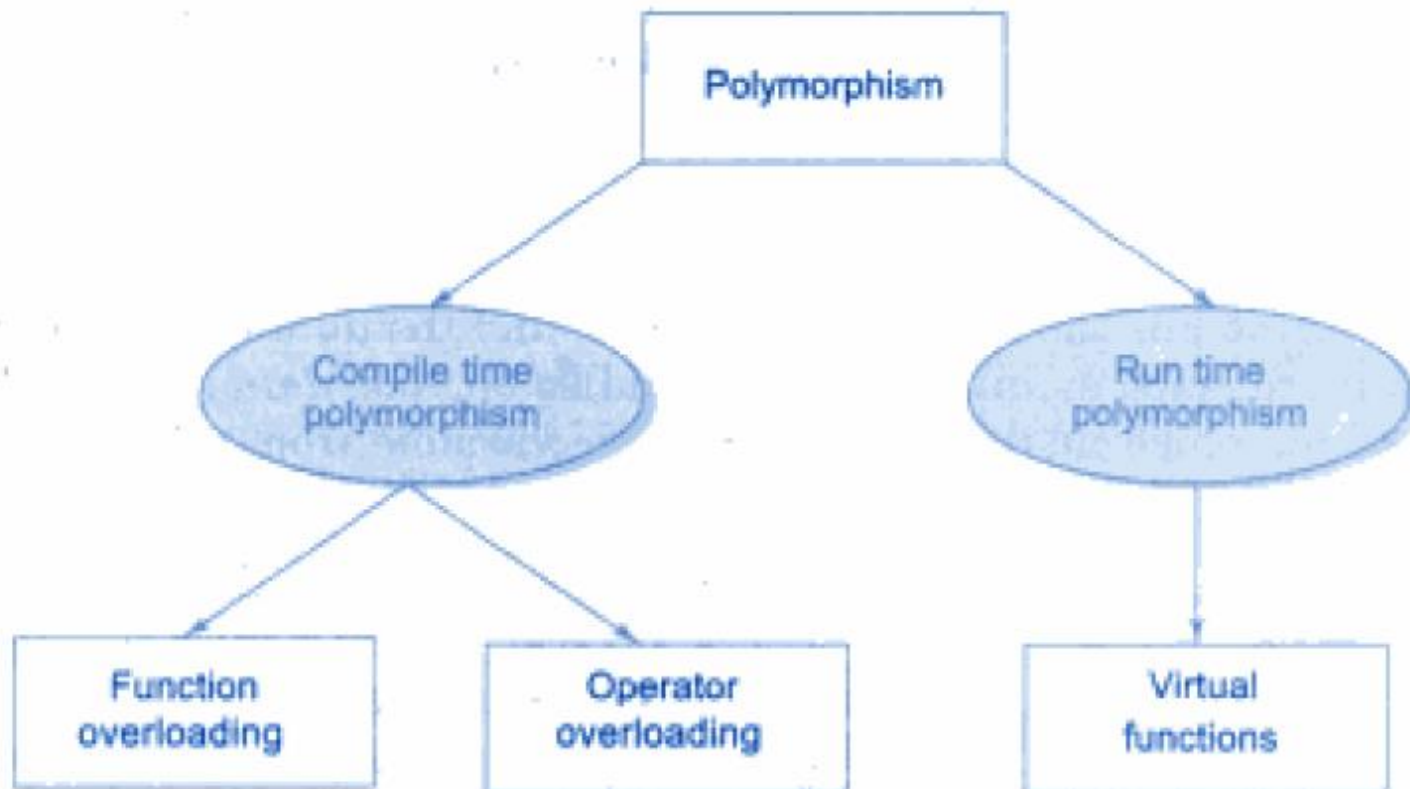 Polymorphism
Compile time
polymorphism
Run time
polymorphism
Function
overloading
Operator
overloading
Virtual
functions